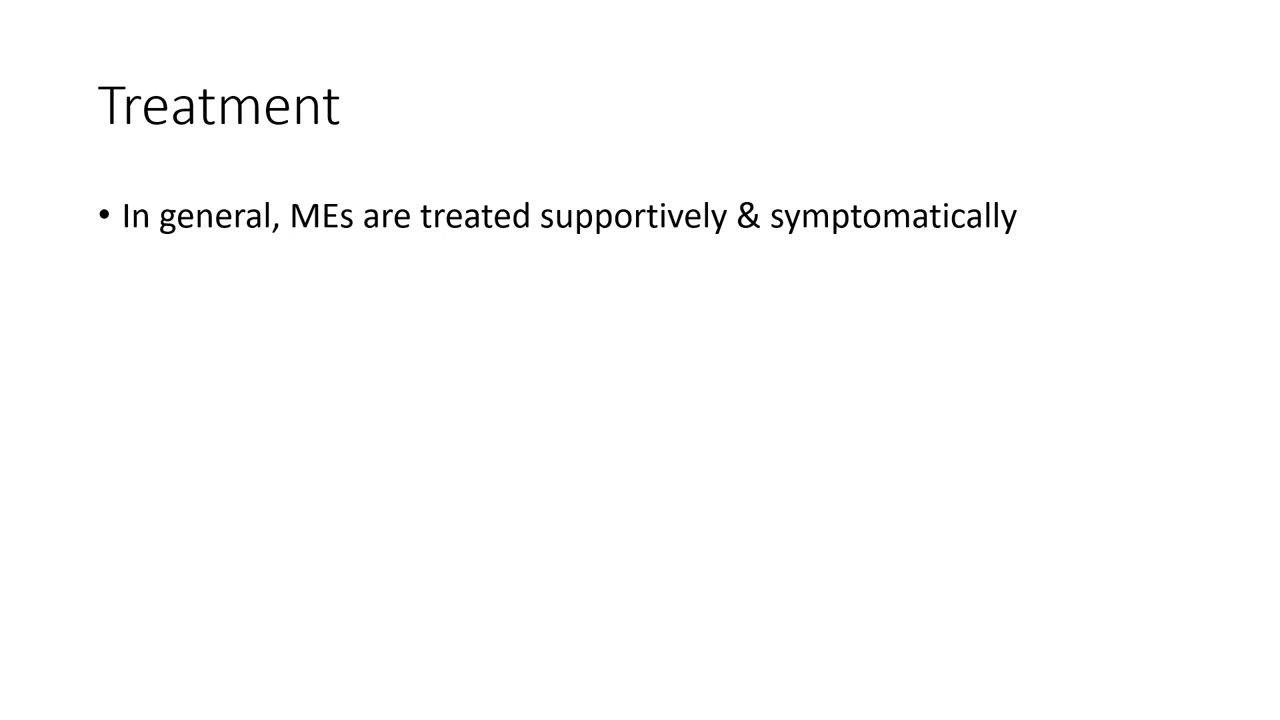 Treatment
• In general, MEs are treated supportively & symptomatically